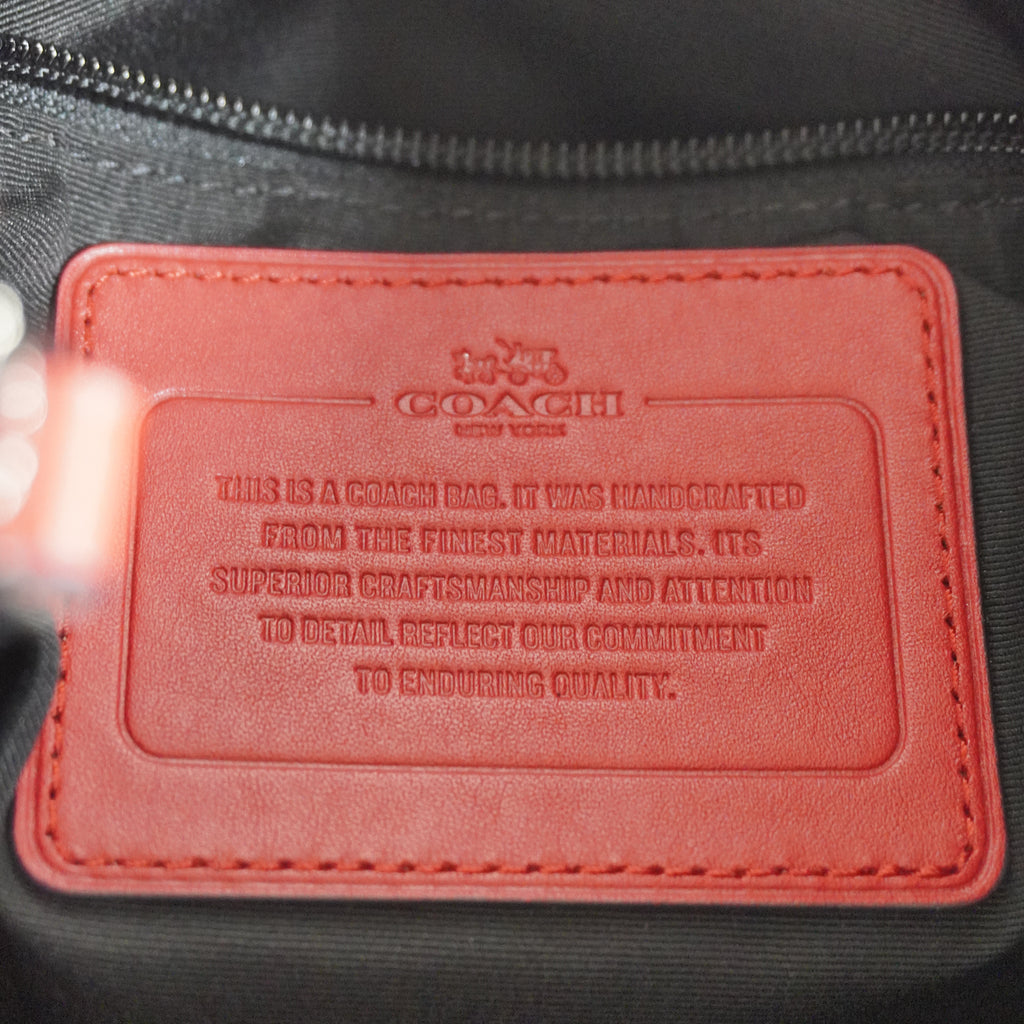 COACH
NEW YORK
THIS IS A COACH BAG. IT WAS HANDCRAFTED
FROM THE FINEST MATERIALS. ITS
SUPERIOR CRAFTSMANSHIP AND ATTENTION
TO DETAIL REFLECT OUR COMMITMENT
TO ENDURING QUALITY.